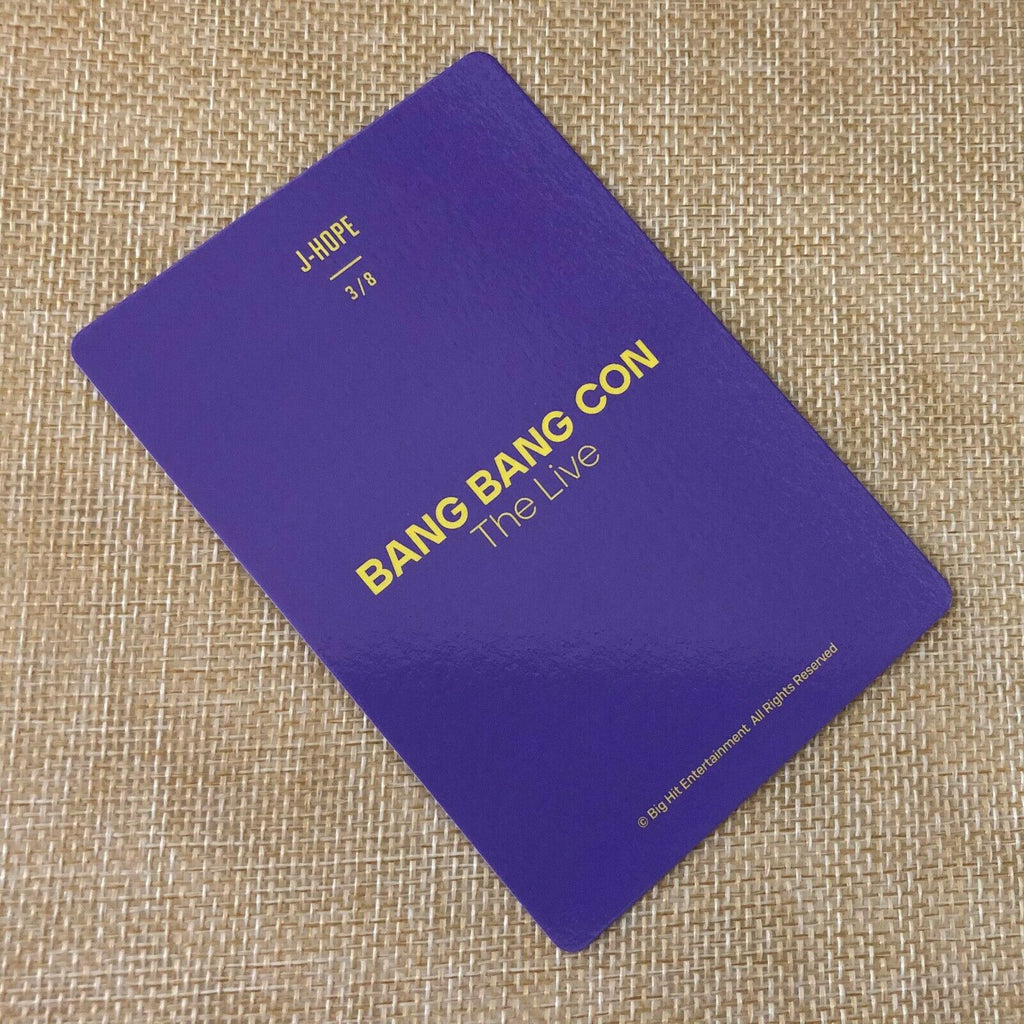 J-HOPE
3/8
BANG BANG CON
The Live
© Big Hit Entertainment. All Rights Reserved